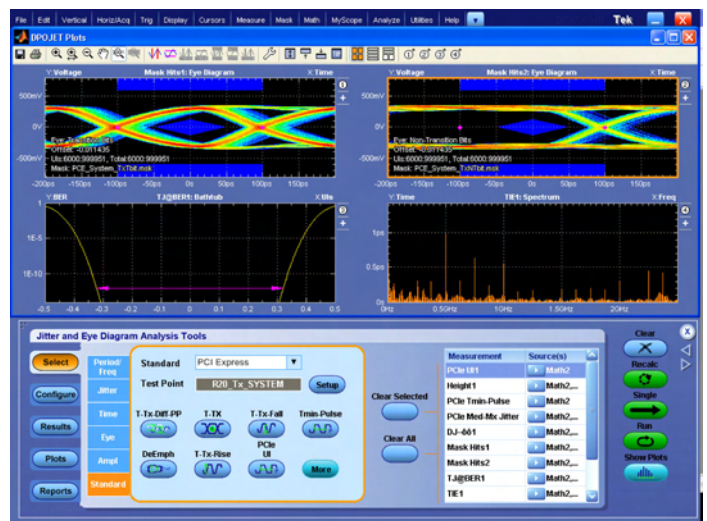 File Edit Vertical Horiz/Acq Trig Display Cursors Measure Mask Math MyScope Analyze Utilities Help Tek
DPOJET Plots
Y:Voltage Mask Hits1: Eye Diagram X:Time
500mV
0V
-500mV
Eye: Transition Bits
Offset: -0.011435
UIs:6000:999951, Total:6000:999951
Mask: PCE_System_TxTbit.msk
-200ps -150ps -100ps -50ps 0s 50ps 100ps 150ps
Y:Voltage Mask Hits2: Eye Diagram X:Time
500mV
0V
-500mV
Eye: Non-Transition Bits
Offset: -0.011435
UIs:6000:999951, Total:6000:999951
Mask: PCE_System_TxNTbit.msk
-200ps -150ps -100ps -50ps 0s 50ps 100ps 150ps
Y:BER TJ@BER1: Bathtub X:UIs
1
1E-5
1E-10
-0.5 -0.4 -0.3 -0.2 -0.1 0 0.1 0.2 0.3 0.4 0.5
Y:Time TIE1: Spectrum X:Freq
1ps
0.5ps
0s
0Hz 0.5GHz 1GHz 1.5GHz 2GHz
Jitter and Eye Diagram Analysis Tools
Clear
Select
Configure
Results
Plots
Reports
Period/
Freq
Jitter
Time
Eye
Ampl
Standard
Standard PCI Express
Test Point R20_Tx_SYSTEM Setup
T-Tx-Diff-PP T-TX T-Tx-Fall Tmin-Pulse
DeEmph T-Tx-Rise PCIe
UI
More
Clear Selected
Clear All
Measurement Source(s)
PCIe UI1 Math2
Height1 Math2,...
PCIe Tmin-Pulse Math2,...
PCIe Med-Mx Jitter Math2,...
DJ-δδ1 Math2,...
Mask Hits1 Math2,...
Mask Hits2 Math2,...
TJ@BER1 Math2,...
TIE1 Math2,...
Recalc
Single
Run
Show Plots